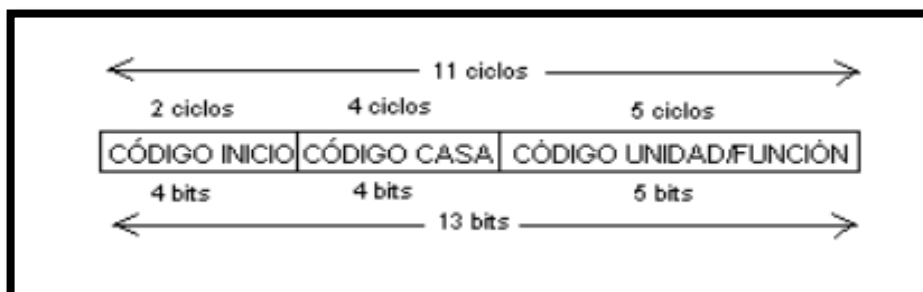 11 ciclos
2 ciclos 4 ciclos 5 ciclos
CÓDIGO INICIO CÓDIGO CASA CÓDIGO UNIDAD/FUNCIÓN
4 bits 4 bits 5 bits
13 bits